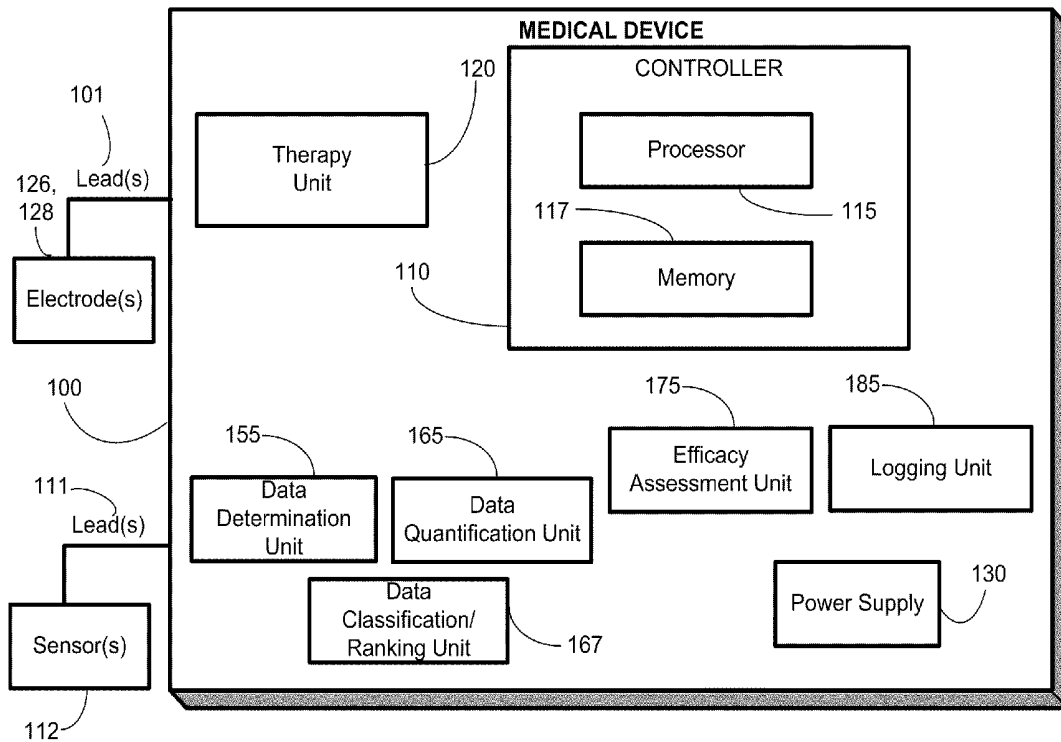 MEDICAL DEVICE
CONTROLLER
120
101
Therapy
Unit
Processor
Lead(s)
126,
128
117
115
Memory
110
Electrode(s)
100
175
185
155
165
Efficacy
Assessment Unit
Logging Unit
111
Lead(s)
Data
Determination
Unit
Data
Quantification Unit
Data
Classification/
Ranking Unit
167
Power Supply
130
Sensor(s)
112